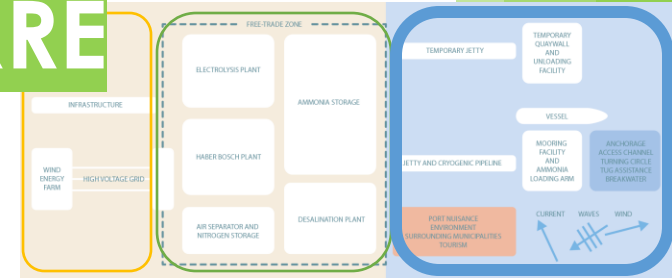 RRE
FREE-TRADE ZONE
INFRASTRUCTURE
WIND
ENERGY
FARM
HIGH VOLTAGE GRID
ELECTROLYSIS PLANT
HABER BOSCH PLANT
AIR SEPARATOR AND
NITROGEN STORAGE
AMMONIA STORAGE
DESALINATION PLANT
TEMPORARY JETTY
TEMPORARY
QUAYWALL
AND
UNLOADING
FACILITY
VESSEL
JETTY AND CRYOGENIC PIPELINE
MOORING
FACILITY
AND
AMMONIA
LOADING ARM
ANCHORAGE
ACCESS CHANNEL
TURNING CIRCLE
TUG ASSISTANCE
BREAKWATER
PORT NUISANCE
ENVIRONMENT
SURROUNDING MUNICIPALITIES
TOURISM
CURRENT WAVES WIND